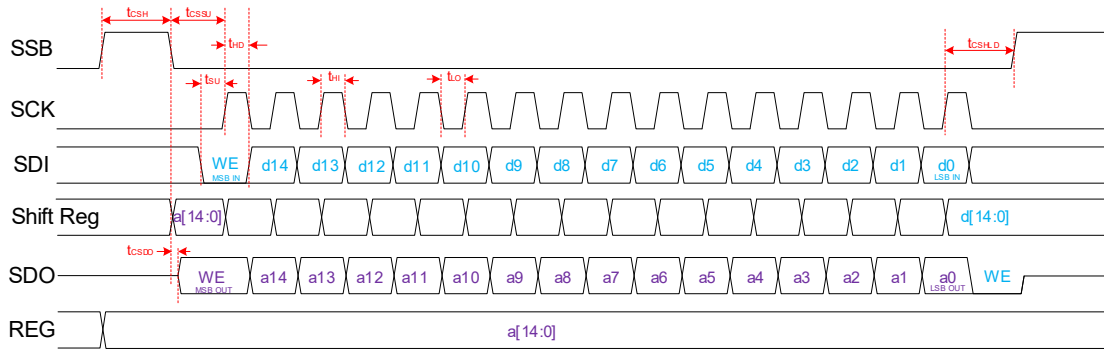 tCSH tCSSU
SSB tHD tCSHLD
tSU tHI tLO
SCK
SDI WE d14 d13 d12 d11 d10 d9 d8 d7 d6 d5 d4 d3 d2 d1 d0
MSB IN LSB IN
Shift Reg a[14:0] d[14:0]
tCSDO
SDO WE a14 a13 a12 a11 a10 a9 a8 a7 a6 a5 a4 a3 a2 a1 a0 WE
MSB OUT LSB OUT
REG a[14:0]